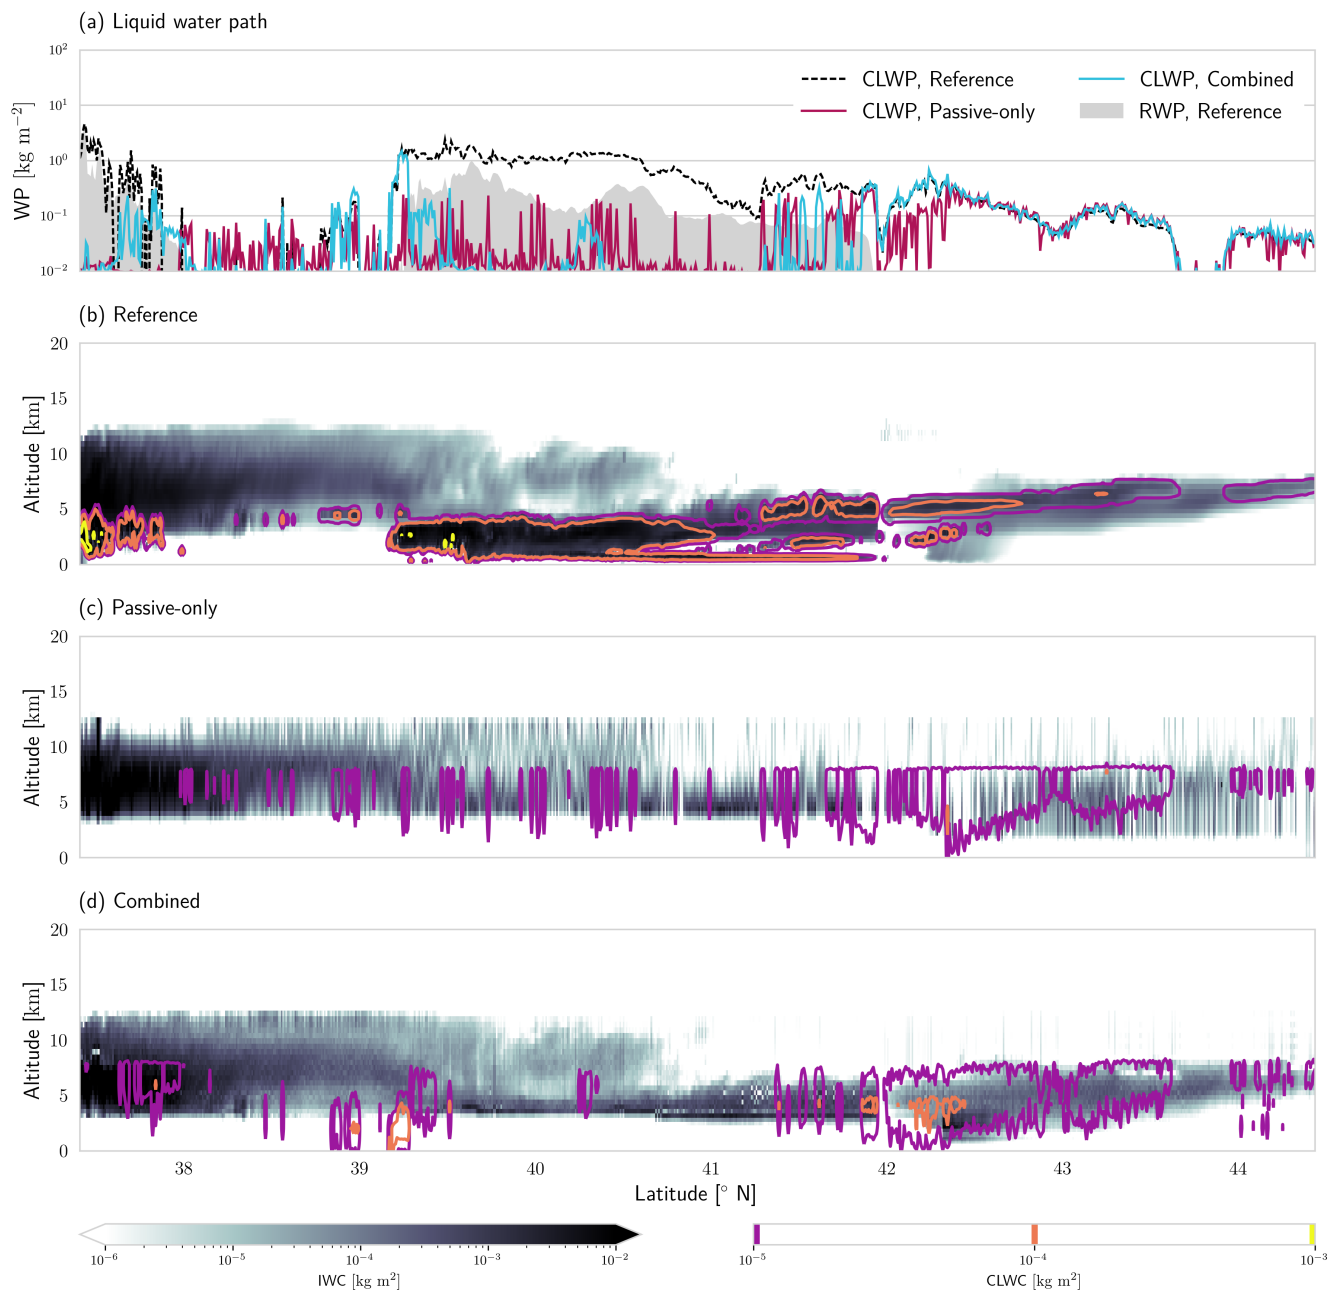 (a) Liquid water path
WP [kg m⁻²]
10²
10¹
10⁰
10⁻¹
10⁻²
CLWP, Reference
CLWP, Passive-only
CLWP, Combined
RWP, Reference
(b) Reference
Altitude [km]
20
15
10
5
0
(c) Passive-only
Altitude [km]
20
15
10
5
0
(d) Combined
Altitude [km]
20
15
10
5
0
38 39 40 41 42 43 44
Latitude [° N]
10⁻⁶ 10⁻⁵ 10⁻⁴ 10⁻³ 10⁻²
IWC [kg m²]
10⁻⁵ 10⁻⁴ 10⁻³
CLWC [kg m²]